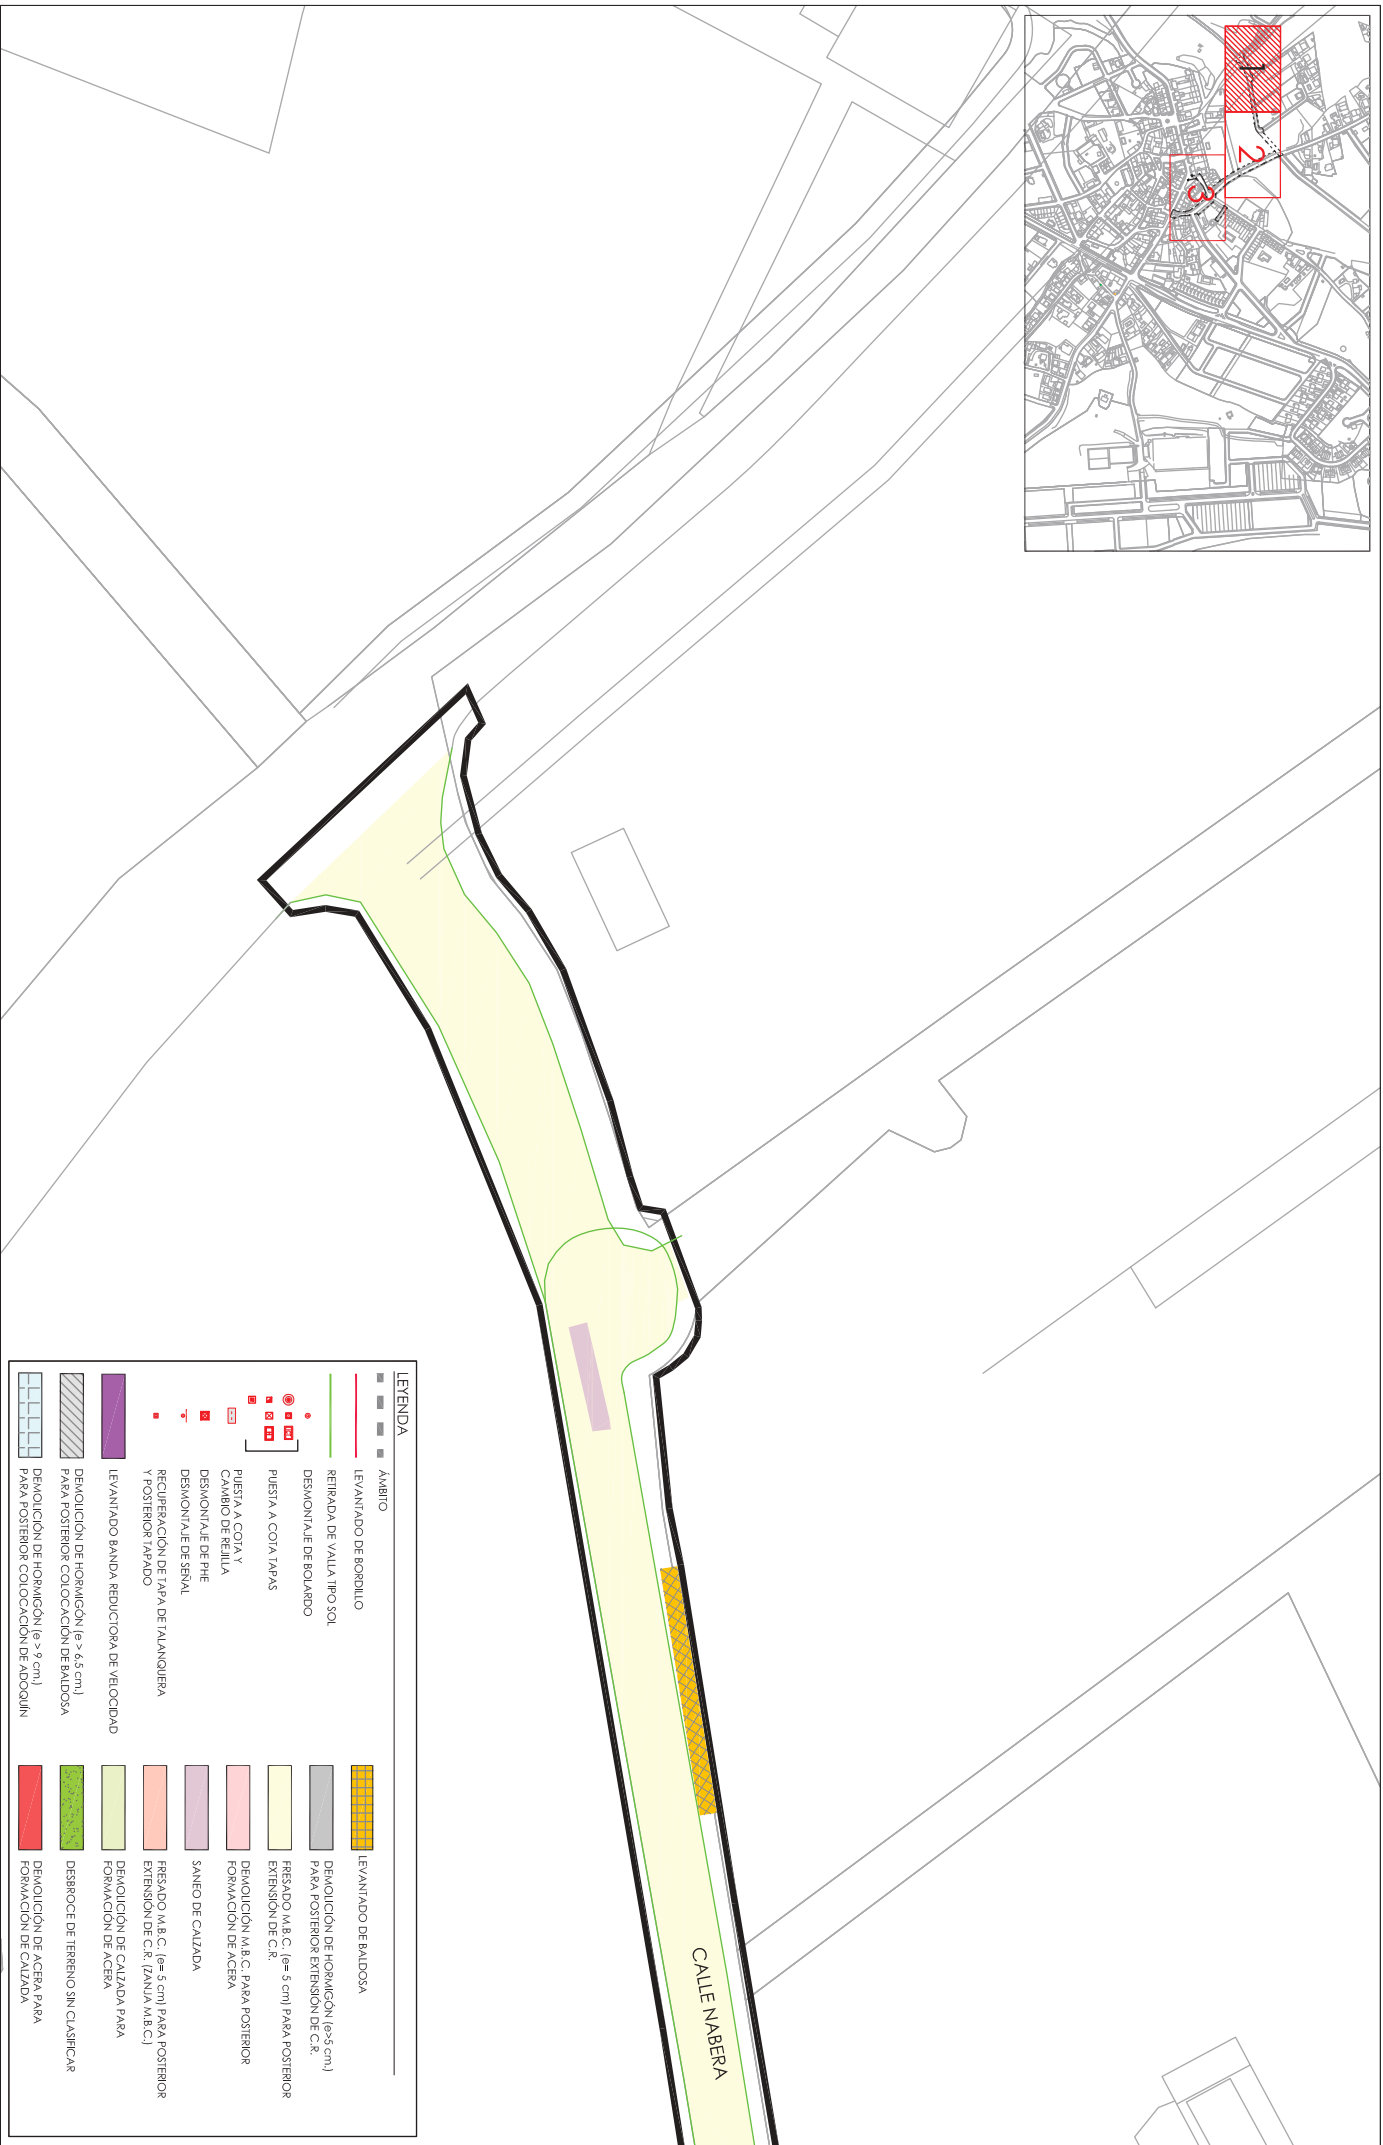 1
2
3
CALLE NABERA
LEYENDA
ÁMBITO
LEVANTADO DE BORDILLO
RETIRADA DE VALLA TIPO SOL
DESMONTAJE DE BOLARDO
PUESTA A COTA TAPAS
PUESTA A COTA Y
CAMBIO DE REJILLA
DESMONTAJE DE PHE
DESMONTAJE DE SEÑAL
RECUPERACIÓN DE TAPA DE TALANQUERA
Y POSTERIOR TAPADO
LEVANTADO BANDA REDUCTORA DE VELOCIDAD
DEMOLICIÓN DE HORMIGÓN (e > 6.5 cm.)
PARA POSTERIOR COLOCACIÓN DE BALDOSA
DEMOLICIÓN DE HORMIGÓN (e > 9 cm.)
PARA POSTERIOR COLOCACIÓN DE ADOQUÍN
LEVANTADO DE BALDOSA
DEMOLICIÓN DE HORMIGÓN (e>5 cm.)
PARA POSTERIOR EXTENSIÓN DE C.R.
FRESADO M.B.C. (e= 5 cm) PARA POSTERIOR
EXTENSIÓN DE C.R.
DEMOLICIÓN M.B.C. PARA POSTERIOR
FORMACIÓN DE ACERA
SANEO DE CALZADA
FRESADO M.B.C. (e= 5 cm) PARA POSTERIOR
EXTENSIÓN DE C.R. (ZANJA M.B.C.)
DEMOLICIÓN DE CALZADA PARA
FORMACIÓN DE ACERA
DESBROCE DE TERRENO SIN CLASIFICAR
DEMOLICIÓN DE ACERA PARA
FORMACIÓN DE CALZADA